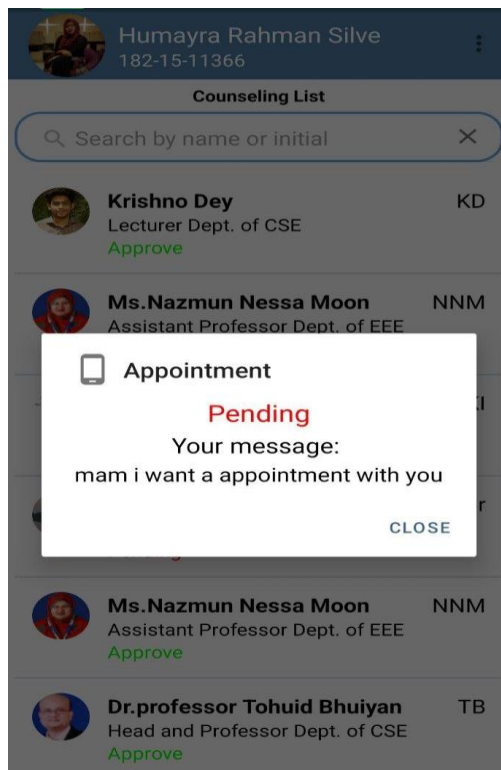 Humayra Rahman Silve
182-15-11366
Counseling List
Search by name or initial
Krishno Dey KD
Lecturer Dept. of CSE
Approve
Ms.Nazmun Nessa Moon NNM
Assistant Professor Dept. of EEE
Appointment
Pending
Your message:
mam i want a appointment with you
CLOSE
Ms.Nazmun Nessa Moon NNM
Assistant Professor Dept. of EEE
Approve
Dr.professor Tohuid Bhuiyan TB
Head and Professor Dept. of CSE
Approve